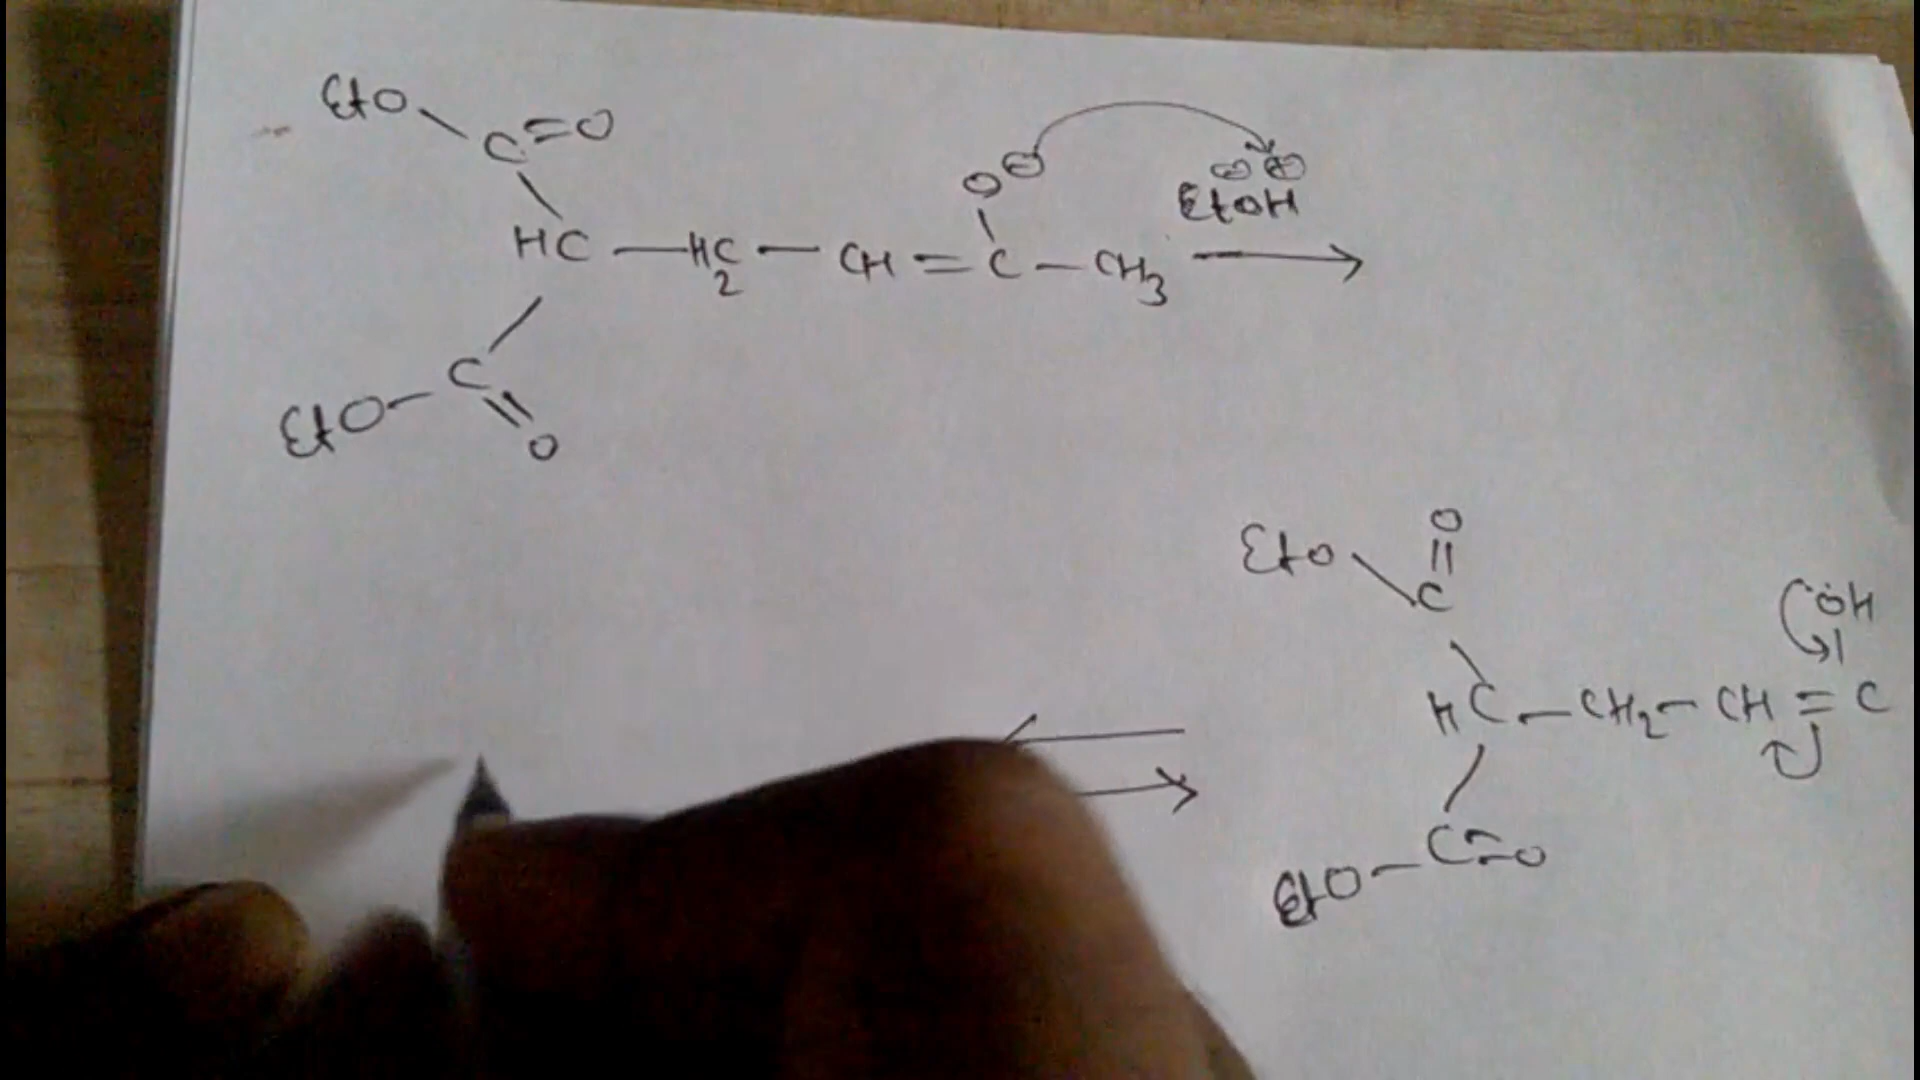 EtO
C=O
O⊖
⊖ ⊕
EtOH
HC — H2C — CH = C — CH3 →
C
EtO
O
O
EtO
C
ÖH
HC — CH2 — CH = C
C=O
EtO